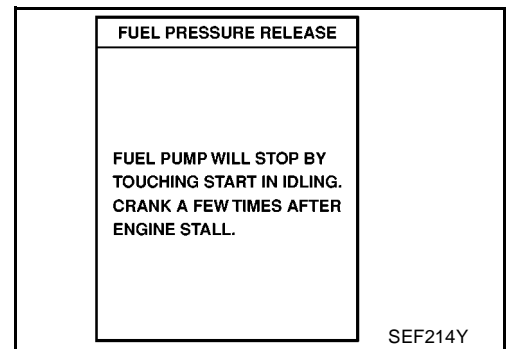 FUEL PRESSURE RELEASE
FUEL PUMP WILL STOP BY
TOUCHING START IN IDLING.
CRANK A FEW TIMES AFTER
ENGINE STALL.
SEF214Y